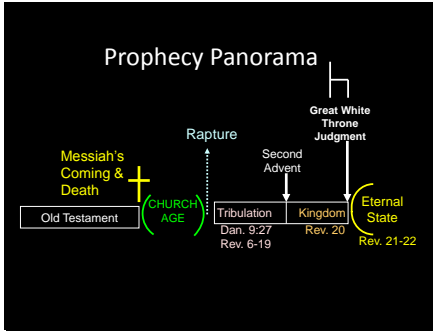 Prophecy Panorama
Great White
Throne
Judgment
Rapture
Second
Advent
Messiah's
Coming &
Death
CHURCH
AGE
Old Testament
Tribulation
Kingdom
Eternal
State
Dan. 9:27
Rev. 6-19
Rev. 20
Rev. 21-22